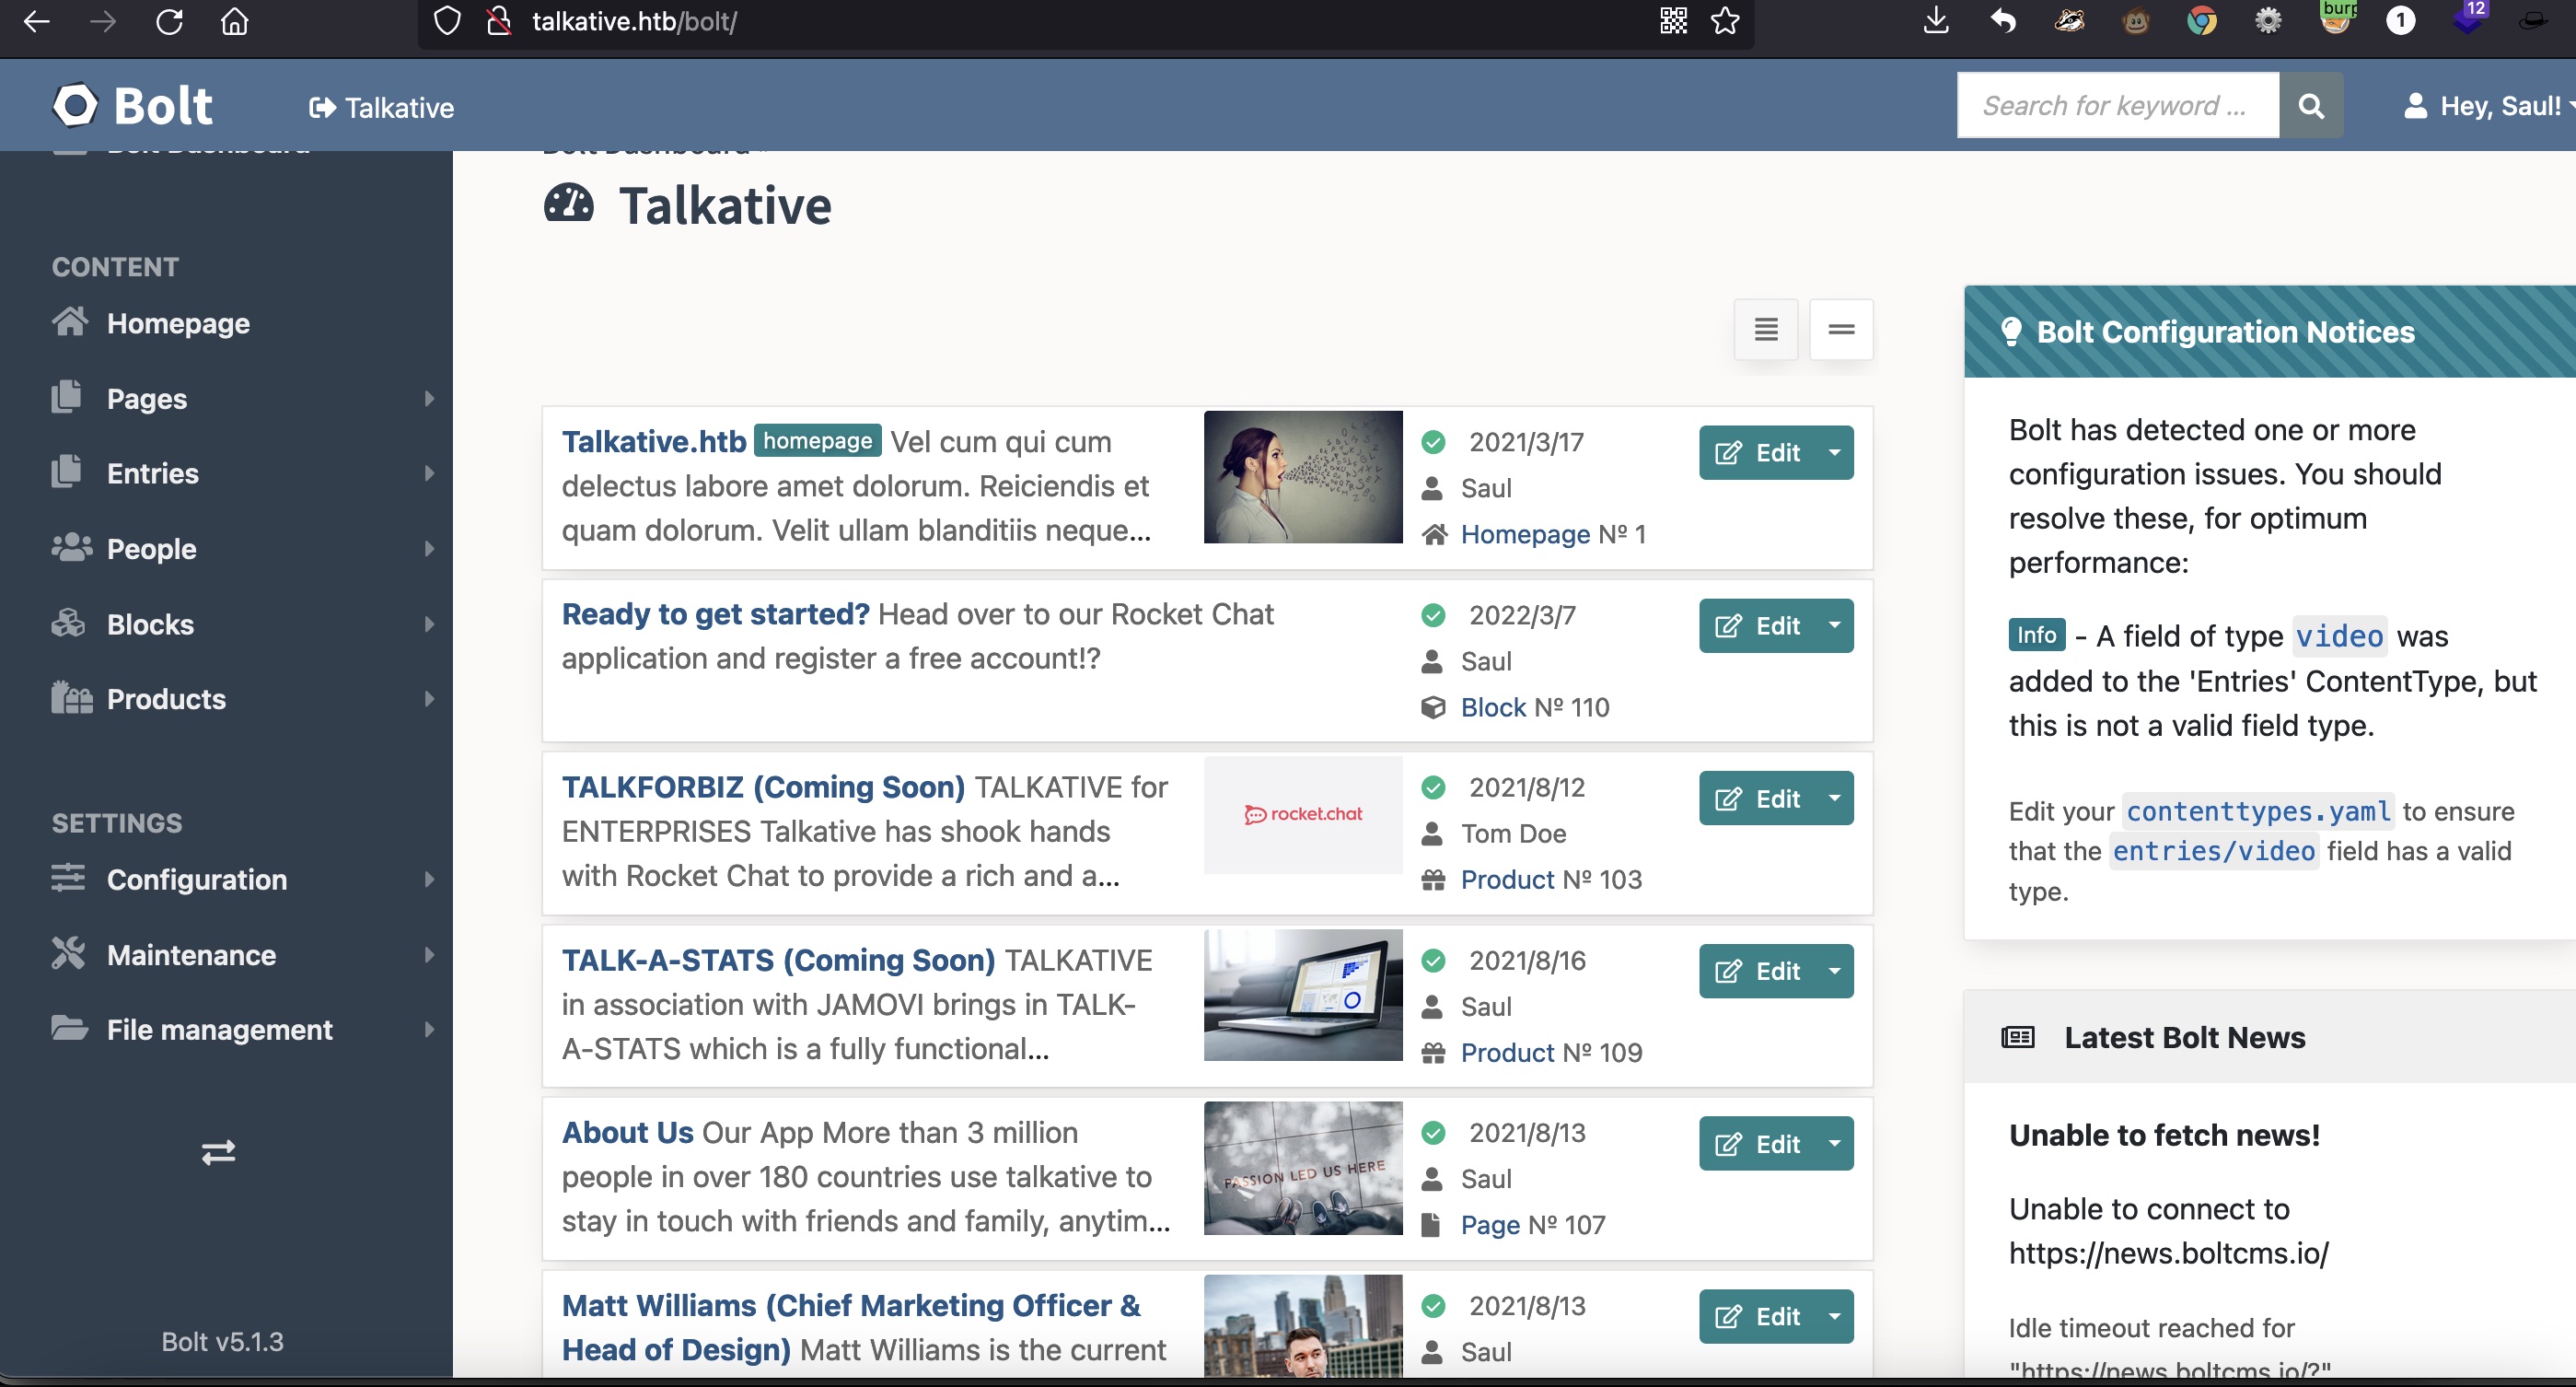 talkative.htb/bolt/
burp
1
12
Bolt
Talkative
Search for keyword ...
Hey, Saul!
Bolt Dashboard
Bolt Dashboard »
Talkative
CONTENT
Homepage
Pages
Entries
People
Blocks
Products
SETTINGS
Configuration
Maintenance
File management
Bolt v5.1.3
Talkative.htb homepage Vel cum qui cum
delectus labore amet dolorum. Reiciendis et
quam dolorum. Velit ullam blanditiis neque...
2021/3/17
Saul
Homepage № 1
Edit
Ready to get started? Head over to our Rocket Chat
application and register a free account!?
2022/3/7
Saul
Block № 110
Edit
TALKFORBIZ (Coming Soon) TALKATIVE for
ENTERPRISES Talkative has shook hands
with Rocket Chat to provide a rich and a...
rocket.chat
2021/8/12
Tom Doe
Product № 103
Edit
TALK-A-STATS (Coming Soon) TALKATIVE
in association with JAMOVI brings in TALK-
A-STATS which is a fully functional...
2021/8/16
Saul
Product № 109
Edit
About Us Our App More than 3 million
people in over 180 countries use talkative to
stay in touch with friends and family, anytim...
PASSION LED US HERE
2021/8/13
Saul
Page № 107
Edit
Matt Williams (Chief Marketing Officer &
Head of Design) Matt Williams is the current
2021/8/13
Saul
Edit
Bolt Configuration Notices
Bolt has detected one or more
configuration issues. You should
resolve these, for optimum
performance:
Info - A field of type video was
added to the 'Entries' ContentType, but
this is not a valid field type.
Edit your contenttypes.yaml to ensure
that the entries/video field has a valid
type.
Latest Bolt News
Unable to fetch news!
Unable to connect to
https://news.boltcms.io/
Idle timeout reached for
"https://news.boltcms.io/?"